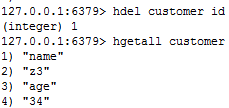 127.0.0.1:6379> hdel customer id
(integer) 1
127.0.0.1:6379> hgetall customer
1) "name"
2) "z3"
3) "age"
4) "34"